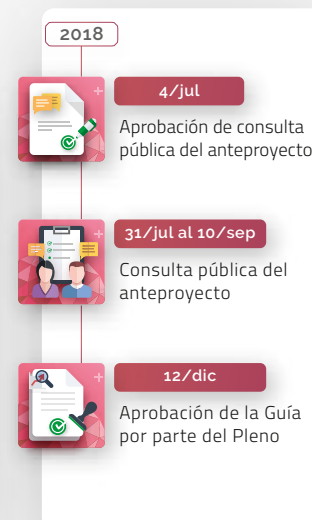 2018
4/jul
Aprobación de consulta
pública del anteproyecto
31/jul al 10/sep
Consulta pública del
anteproyecto
12/dic
Aprobación de la Guía
por parte del Pleno